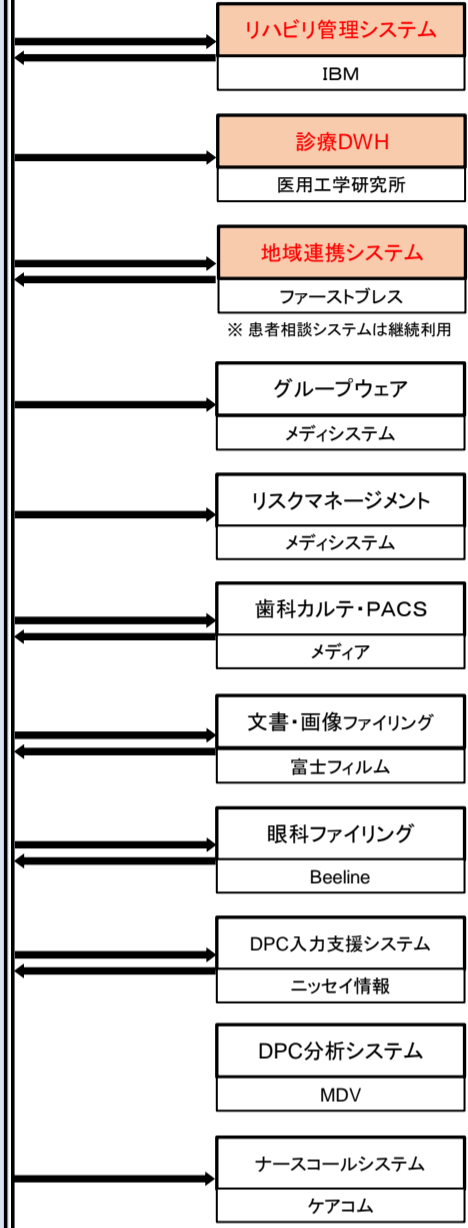 リハビリ管理システム
IBM
診療DWH
医用工学研究所
地域連携システム
ファーストブレス
※ 患者相談システムは継続利用
グループウェア
メディシステム
リスクマネージメント
メディシステム
歯科カルテ・PACS
メディア
文書・画像ファイリング
富士フィルム
眼科ファイリング
Beeline
DPC入力支援システム
ニッセイ情報
DPC分析システム
MDV
ナースコールシステム
ケアコム